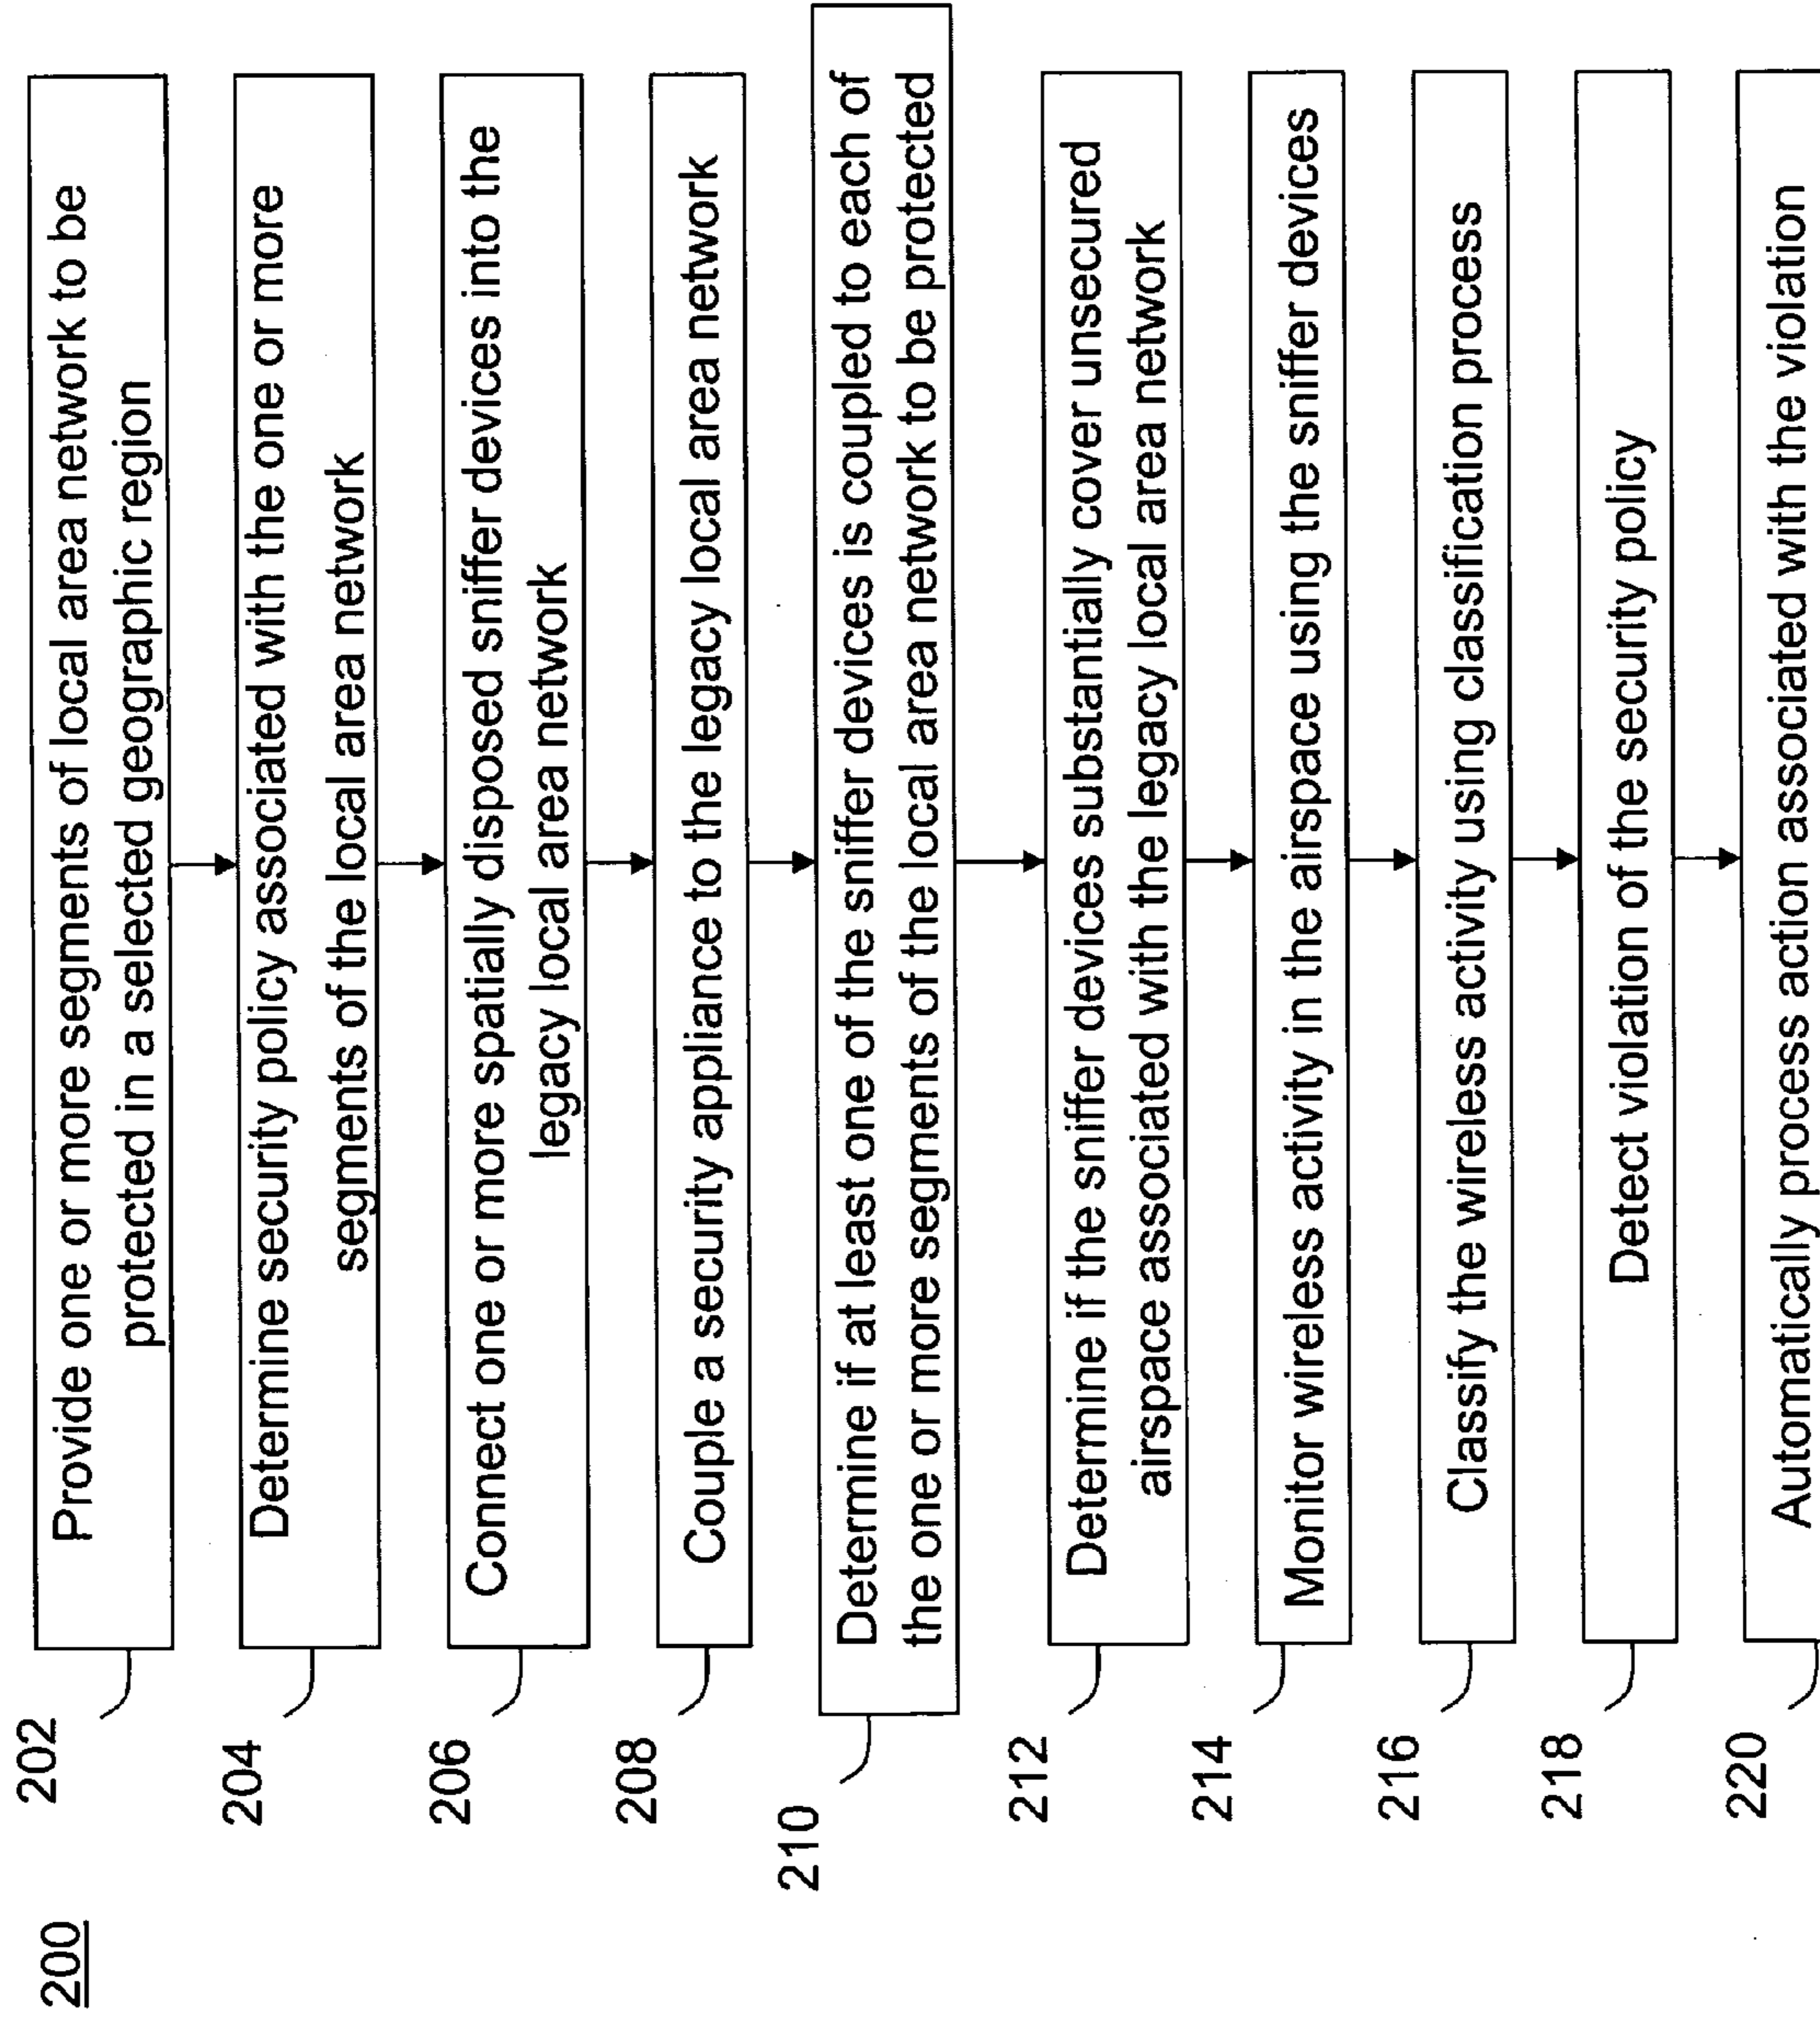 200
202
Provide one or more segments of local area network to be
protected in a selected geographic region
204
Determine security policy associated with the one or more
segments of the local area network
206
Connect one or more spatially disposed sniffer devices into the
legacy local area network
208
Couple a security appliance to the legacy local area network
210
Determine if at least one of the sniffer devices is coupled to each of
the one or more segments of the local area network to be protected
212
Determine if the sniffer devices substantially cover unsecured
airspace associated with the legacy local area network
214
Monitor wireless activity in the airspace using the sniffer devices
216
Classify the wireless activity using classification process
218
Detect violation of the security policy
220
Automatically process action associated with the violation